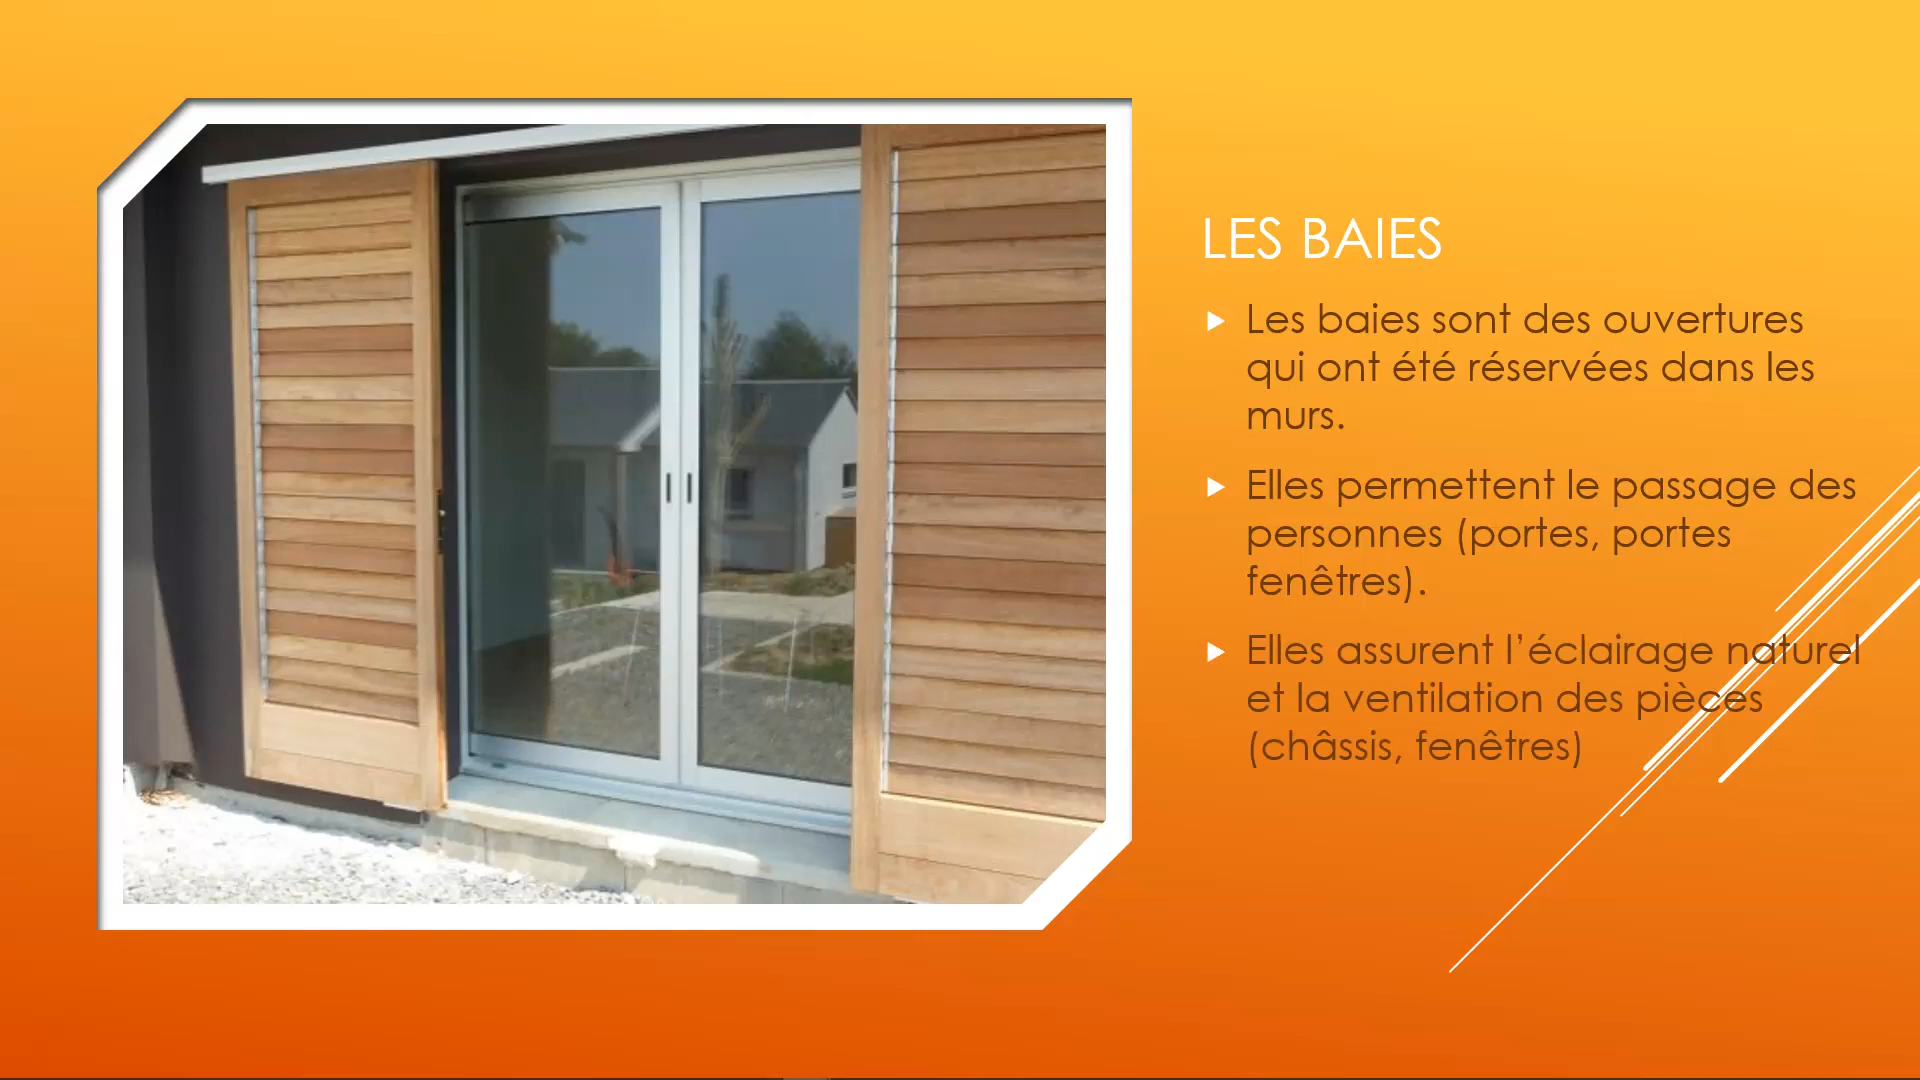 LES BAIES
Les baies sont des ouvertures
qui ont été réservées dans les
murs.
Elles permettent le passage des
personnes (portes, portes
fenêtres).
Elles assurent l’éclairage naturel
et la ventilation des pièces
(châssis, fenêtres)